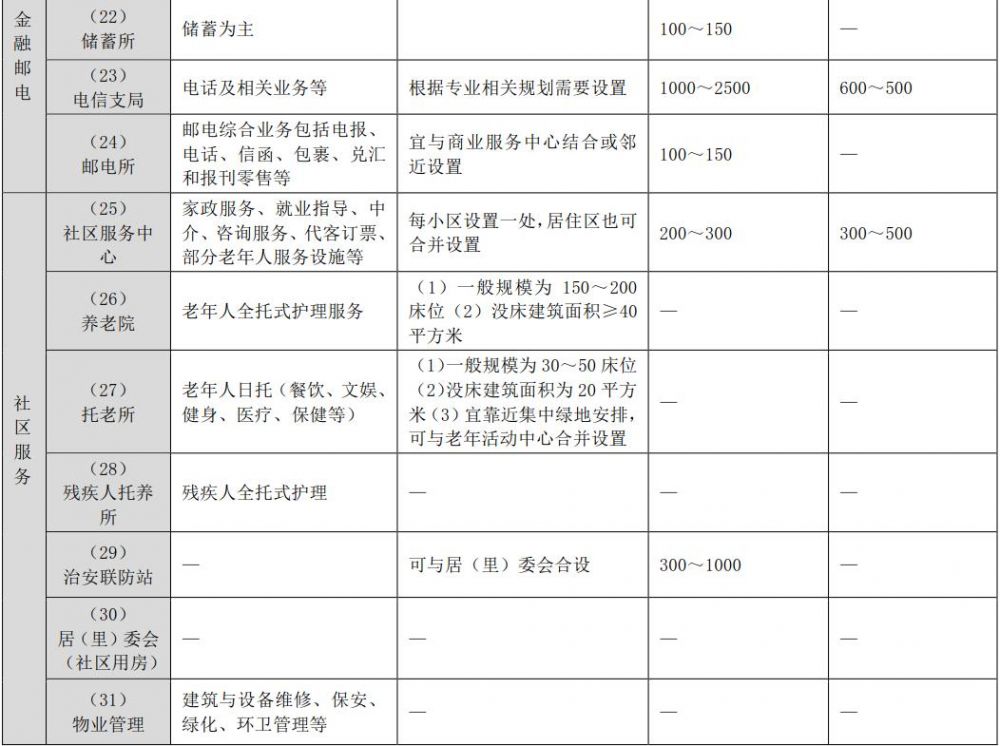 金融邮电
（22）
储蓄所
储蓄为主
100～150
—
（23）
电信支局
电话及相关业务等
根据专业相关规划需要设置
1000～2500
600～500
（24）
邮电所
邮电综合业务包括电报、
电话、信函、包裹、兑汇
和报刊零售等
宜与商业服务中心结合或邻
近设置
100～150
—
社区服务
（25）
社区服务中
心
家政服务、就业指导、中
介、咨询服务、代客订票、
部分老年人服务设施等
每小区设置一处，居住区也可
合并设置
200～300
300～500
（26）
养老院
老年人全托式护理服务
（1）一般规模为 150～200
床位（2）没床建筑面积≥40
平方米
—
—
（27）
托老所
老年人日托（餐饮、文娱、
健身、医疗、保健等）
（1）一般规模为 30～50 床位
（2）没床建筑面积为 20 平方
米（3）宜靠近集中绿地安排，
可与老年活动中心合并设置
—
—
（28）
残疾人托养
所
残疾人全托式护理
—
—
—
（29）
治安联防站
—
可与居（里）委会合设
300～1000
—
（30）
居（里）委会
（社区用房）
—
—
—
—
（31）
物业管理
建筑与设备维修、保安、
绿化、环卫管理等
—
—
—